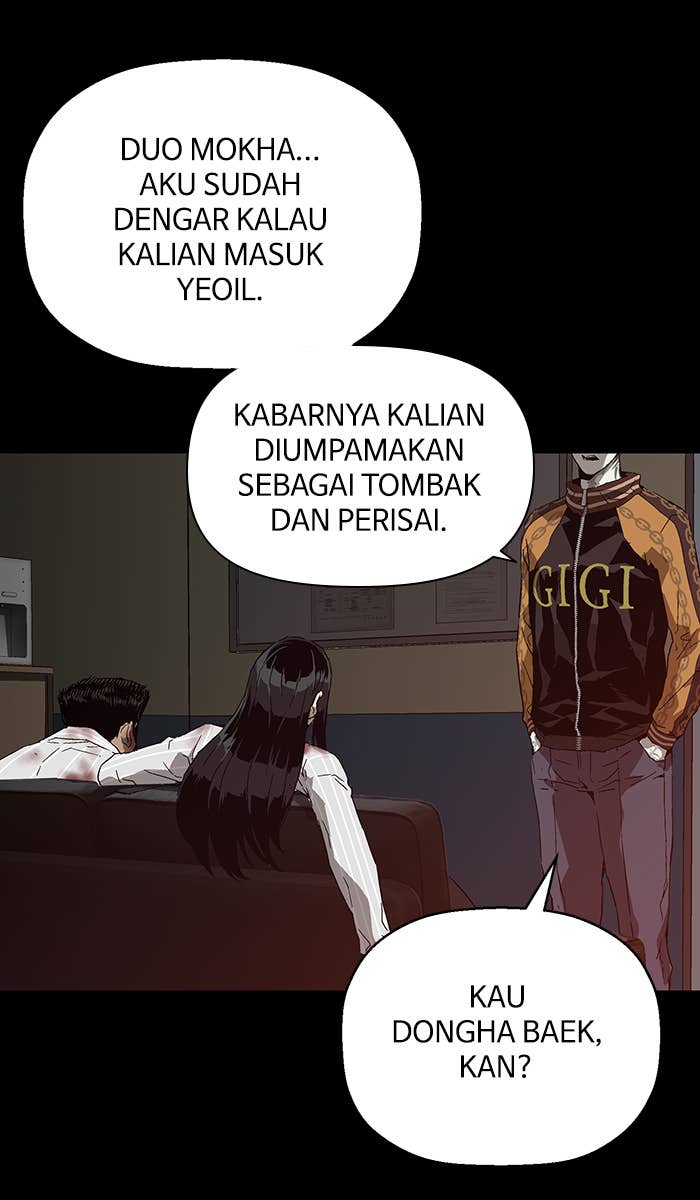 DUO MOKHA...
AKU SUDAH
DENGAR KALAU
KALIAN MASUK
YEOIL.
KABARNYA KALIAN
DIUMPAMAKAN
SEBAGAI TOMBAK
DAN PERISAI.
GIGI
KAU
DONGHA BAEK,
KAN?